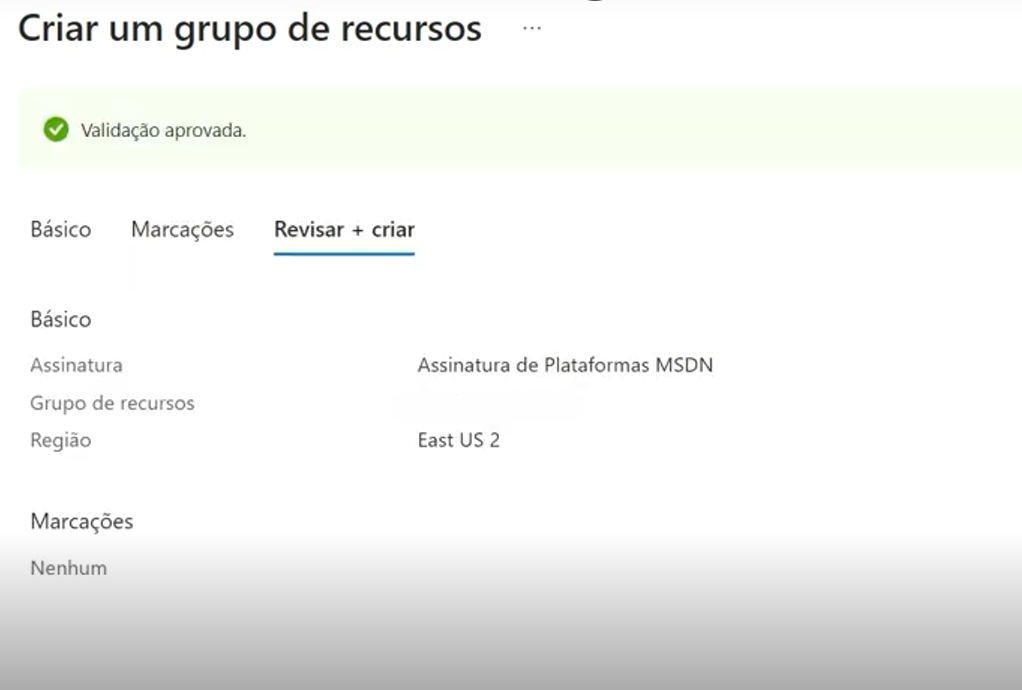 Criar um grupo de recursos ...
Validação aprovada.
Básico Marcações Revisar + criar
Básico
Assinatura Assinatura de Plataformas MSDN
Grupo de recursos
Região East US 2
Marcações
Nenhum